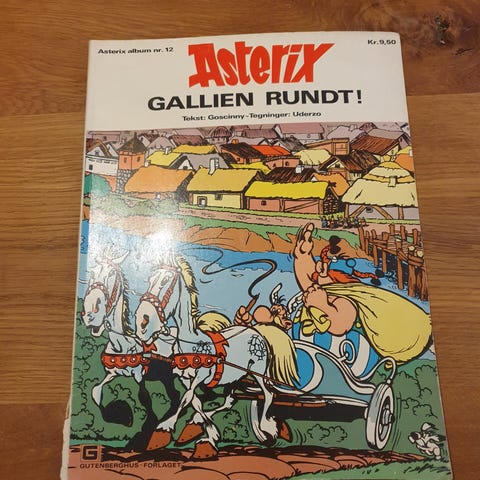 Asterix album nr. 12
Asterix
Kr. 9,50
GALLIEN RUNDT!
Tekst: Goscinny-Tegninger: Uderzo
G
GUTENBERGHUS-FORLAGET